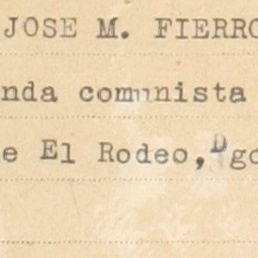 JOSE M. FIERRO
nda comunista
e El Rodeo, Dgo